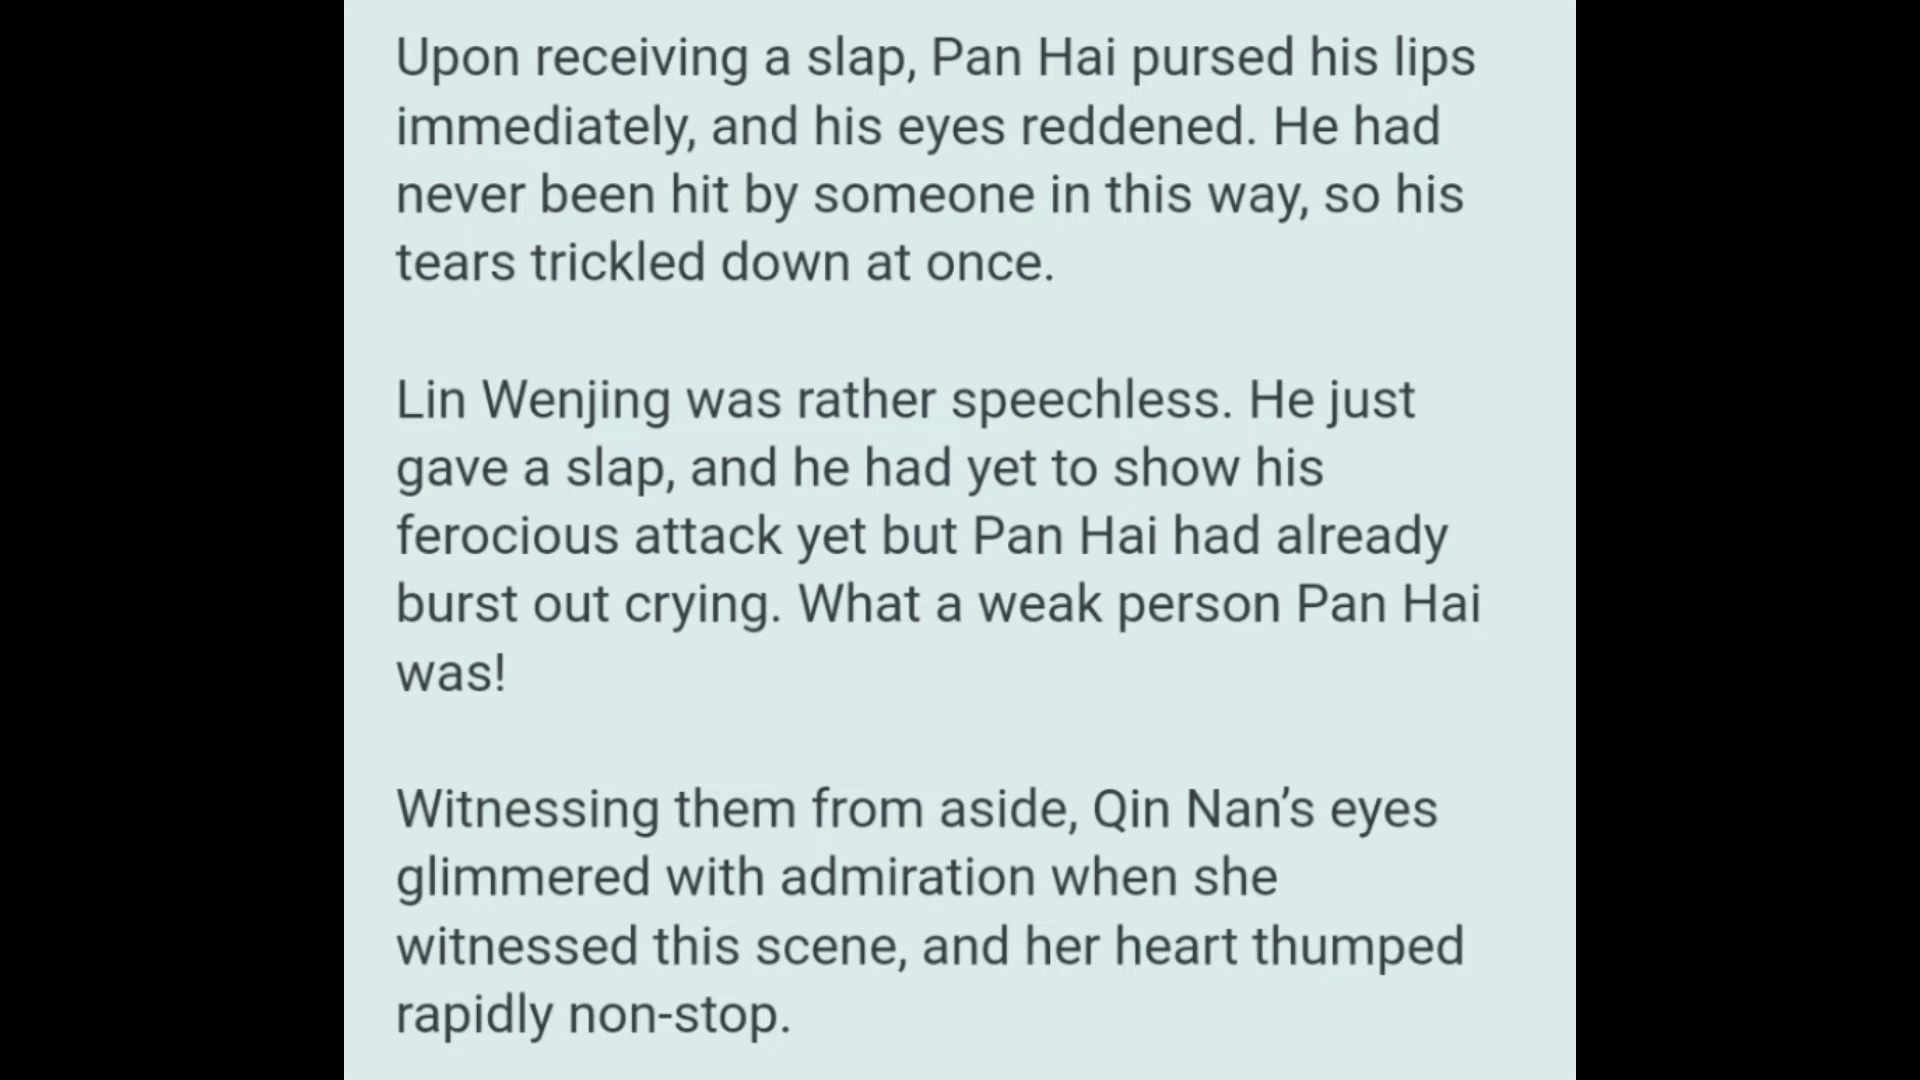 Upon receiving a slap, Pan Hai pursed his lips
immediately, and his eyes reddened. He had
never been hit by someone in this way, so his
tears trickled down at once.
Lin Wenjing was rather speechless. He just
gave a slap, and he had yet to show his
ferocious attack yet but Pan Hai had already
burst out crying. What a weak person Pan Hai
was!
Witnessing them from aside, Qin Nan’s eyes
glimmered with admiration when she
witnessed this scene, and her heart thumped
rapidly non-stop.